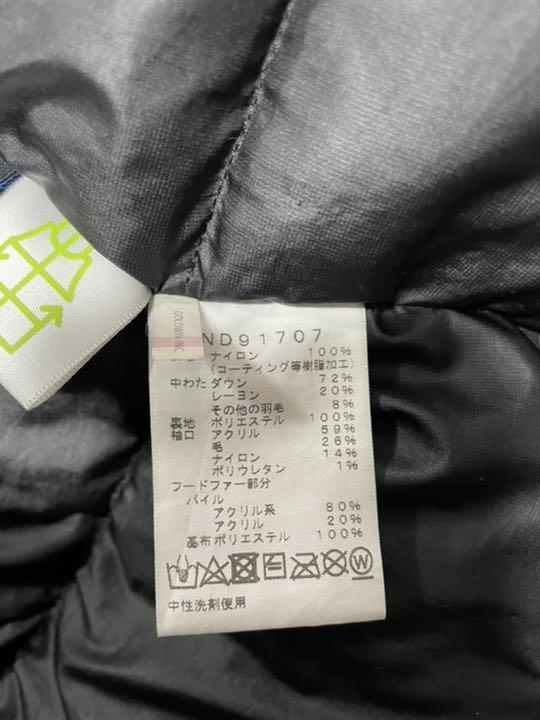 GOLDWIN INC.
ND91707
ナイロン 100%
(コーティング等樹脂加工)
中わた ダウン 72%
レーヨン 20%
その他の羽毛 8%
裏地 ポリエステル 100%
袖口 アクリル 59%
毛 26%
ナイロン 14%
ポリウレタン 1%
フードファー部分
パイル
アクリル系 80%
アクリル 20%
基布 ポリエステル 100%
W
中性洗剤使用